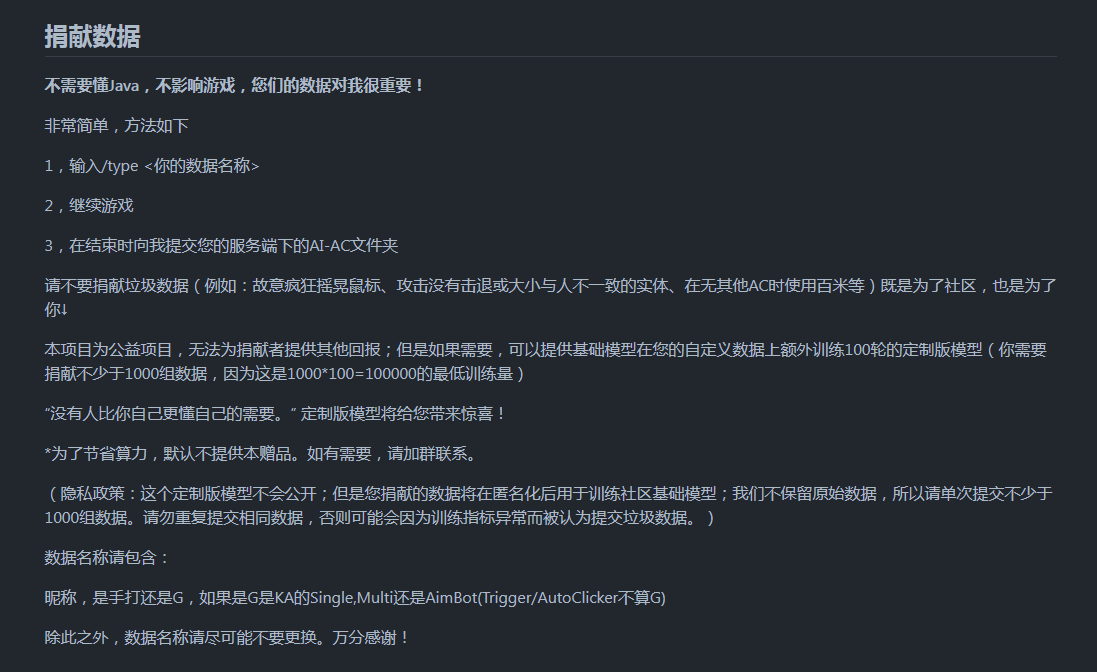 捐献数据
不需要懂Java，不影响游戏，您们的数据对我很重要！
非常简单，方法如下
1，输入/type <你的数据名称>
2，继续游戏
3，在结束时向我提交您的服务端下的AI-AC文件夹
请不要捐献垃圾数据（例如：故意疯狂摇晃鼠标、攻击没有击退或大小与人不一致的实体、在无其他AC时使用百米等）既是为了社区，也是为了
你↓
本项目为公益项目，无法为捐献者提供其他回报；但是如果需要，可以提供基础模型在您的自定义数据上额外训练100轮的定制版模型（你需要
捐献不少于1000组数据，因为这是1000*100=100000的最低训练量）
“没有人比你自己更懂自己的需要。” 定制版模型将给您带来惊喜！
*为了节省算力，默认不提供本赠品。如有需要，请加群联系。
（隐私政策：这个定制版模型不会公开；但是您捐献的数据将在匿名化后用于训练社区基础模型；我们不保留原始数据，所以请单次提交不少于
1000组数据。请勿重复提交相同数据，否则可能会因为训练指标异常而被认为提交垃圾数据。）
数据名称请包含：
昵称，是手打还是G，如果是G是KA的Single,Multi还是AimBot(Trigger/AutoClicker不算G)
除此之外，数据名称请尽可能不要更换。万分感谢！